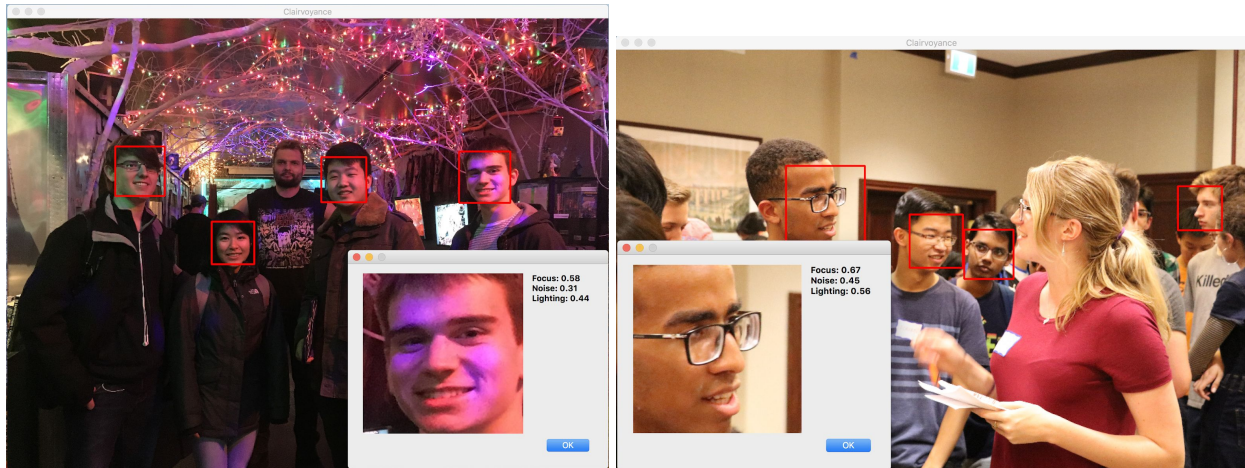 Clairvoyance
Focus: 0.58
Noise: 0.31
Lighting: 0.44
OK
Clairvoyance
Focus: 0.67
Noise: 0.45
Lighting: 0.56
OK
Killed